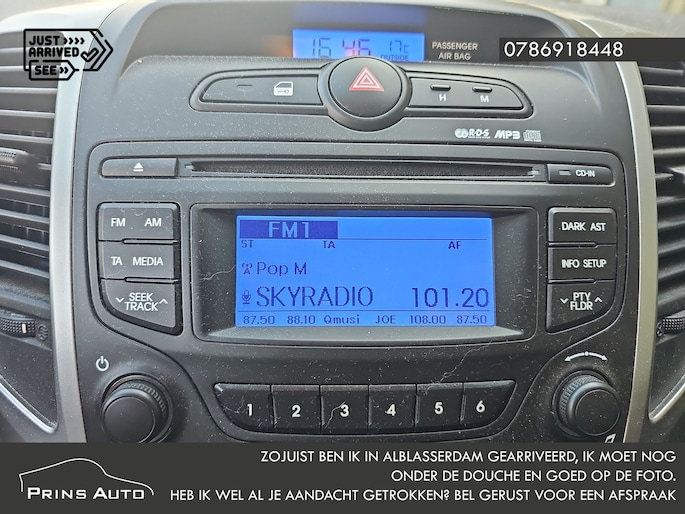 JUST
ARRIVED
SEE
0786918448
16:46 17°C
OUTSIDE
PASSENGER
AIR BAG
H M
R·D·S MP3
CD-IN
FM AM
TA MEDIA
SEEK
TRACK
FM1
ST TA AF
Pop M
SKYRADIO 101.20
87.50 88.10 Qmusi JOE 108.00 87.50
DARK AST
INFO SETUP
PTY
FLDR
1 2 3 4 5 6
PRINS AUTO
ZOJUIST BEN IK IN ALBLASSERDAM GEARRIVEERD, IK MOET NOG
ONDER DE DOUCHE EN GOED OP DE FOTO.
HEB IK WEL AL JE AANDACHT GETROKKEN? BEL GERUST VOOR EEN AFSPRAAK